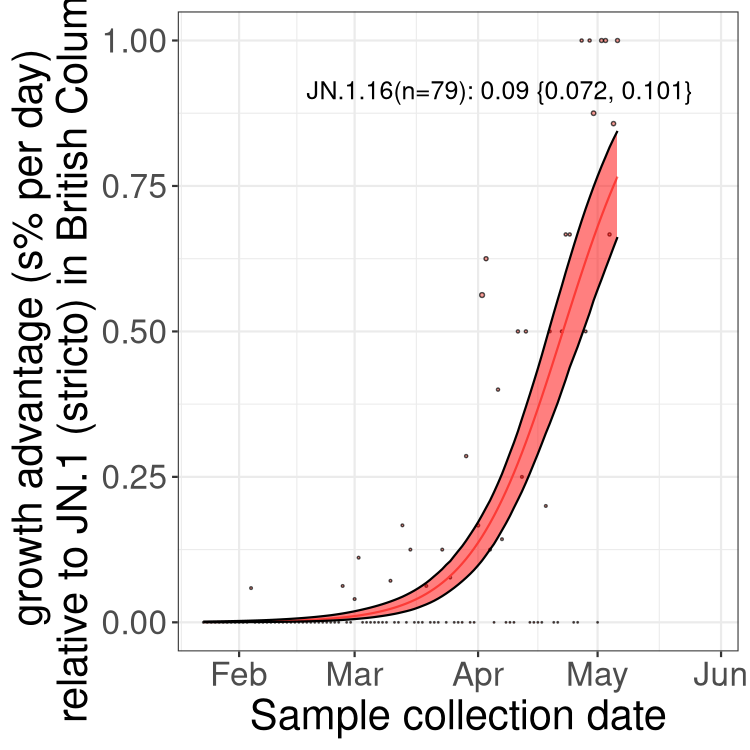 growth advantage (s% per day)
relative to JN.1 (stricto) in British Colum
1.00
0.75
0.50
0.25
0.00
JN.1.16(n=79): 0.09 {0.072, 0.101}
Feb Mar Apr May Jun
Sample collection date